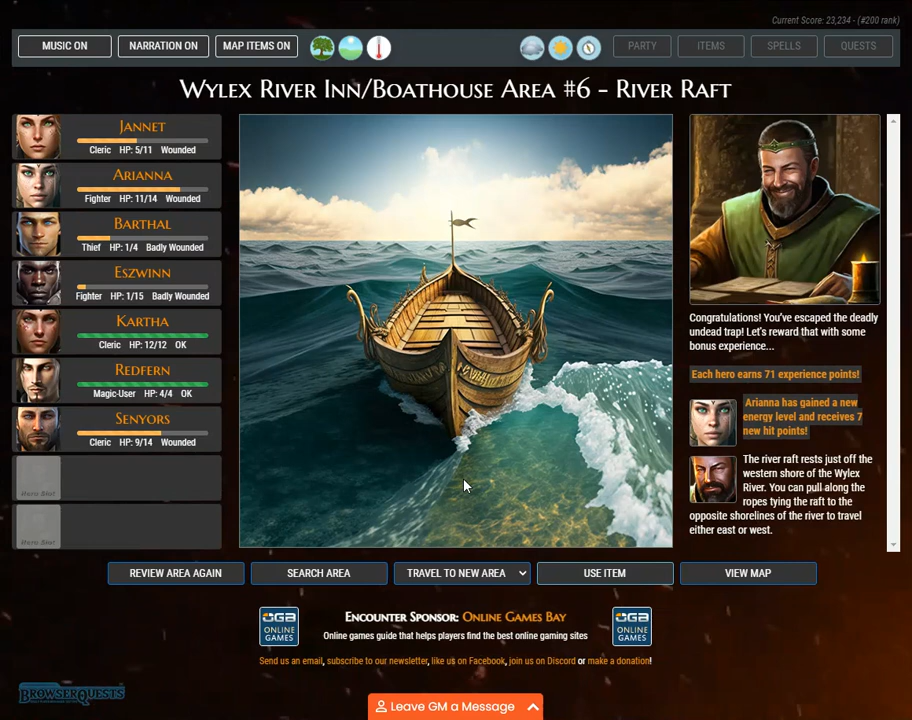 Current Score: 23,234 - (#200 rank)
MUSIC ON
NARRATION ON
MAP ITEMS ON
PARTY
ITEMS
SPELLS
QUESTS
Wylex River Inn/Boathouse Area #6 - River Raft
Jannet
Cleric HP: 5/11 Wounded
Arianna
Fighter HP: 11/14 Wounded
Barthal
Thief HP: 1/4 Badly Wounded
Eszwinn
Fighter HP: 1/15 Badly Wounded
Kartha
Cleric HP: 12/12 OK
Redfern
Magic-User HP: 4/4 OK
Senyors
Cleric HP: 9/14 Wounded
Hero Slot
Hero Slot
Congratulations! You've escaped the deadly
undead trap! Let's reward that with some
bonus experience...
Each hero earns 71 experience points!
Arianna has gained a new
energy level and receives 7
new hit points!
The river raft rests just off the
western shore of the Wylex
River. You can pull along the
ropes tying the raft to the
opposite shorelines of the river to travel
either east or west.
REVIEW AREA AGAIN
SEARCH AREA
TRAVEL TO NEW AREA
USE ITEM
VIEW MAP
OGA
ONLINE
GAMES
Encounter Sponsor: Online Games Bay
Online games guide that helps players find the best online gaming sites
OGA
ONLINE
GAMES
Send us an email, subscribe to our newsletter, like us on Facebook, join us on Discord or make a donation!
BROWSERQUESTS
Leave GM a Message